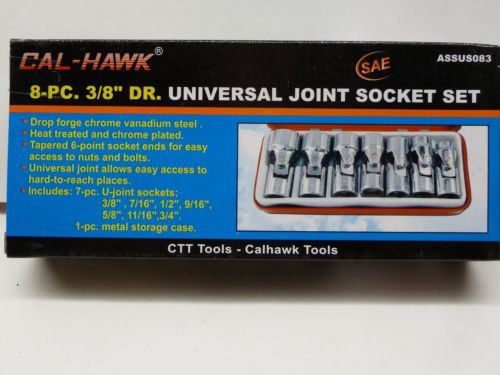 CAL-HAWK®
SAE
ASSUS083
8-PC. 3/8" DR. UNIVERSAL JOINT SOCKET SET
• Drop forge chrome vanadium steel .
• Heat treated and chrome plated.
• Tapered 6-point socket ends for easy
access to nuts and bolts.
• Universal joint allows easy access to
hard-to-reach places.
• Includes: 7-pc. U-joint sockets:
3/8" , 7/16", 1/2", 9/16",
5/8", 11/16",3/4".
1-pc. metal storage case.
CTT Tools - Calhawk Tools